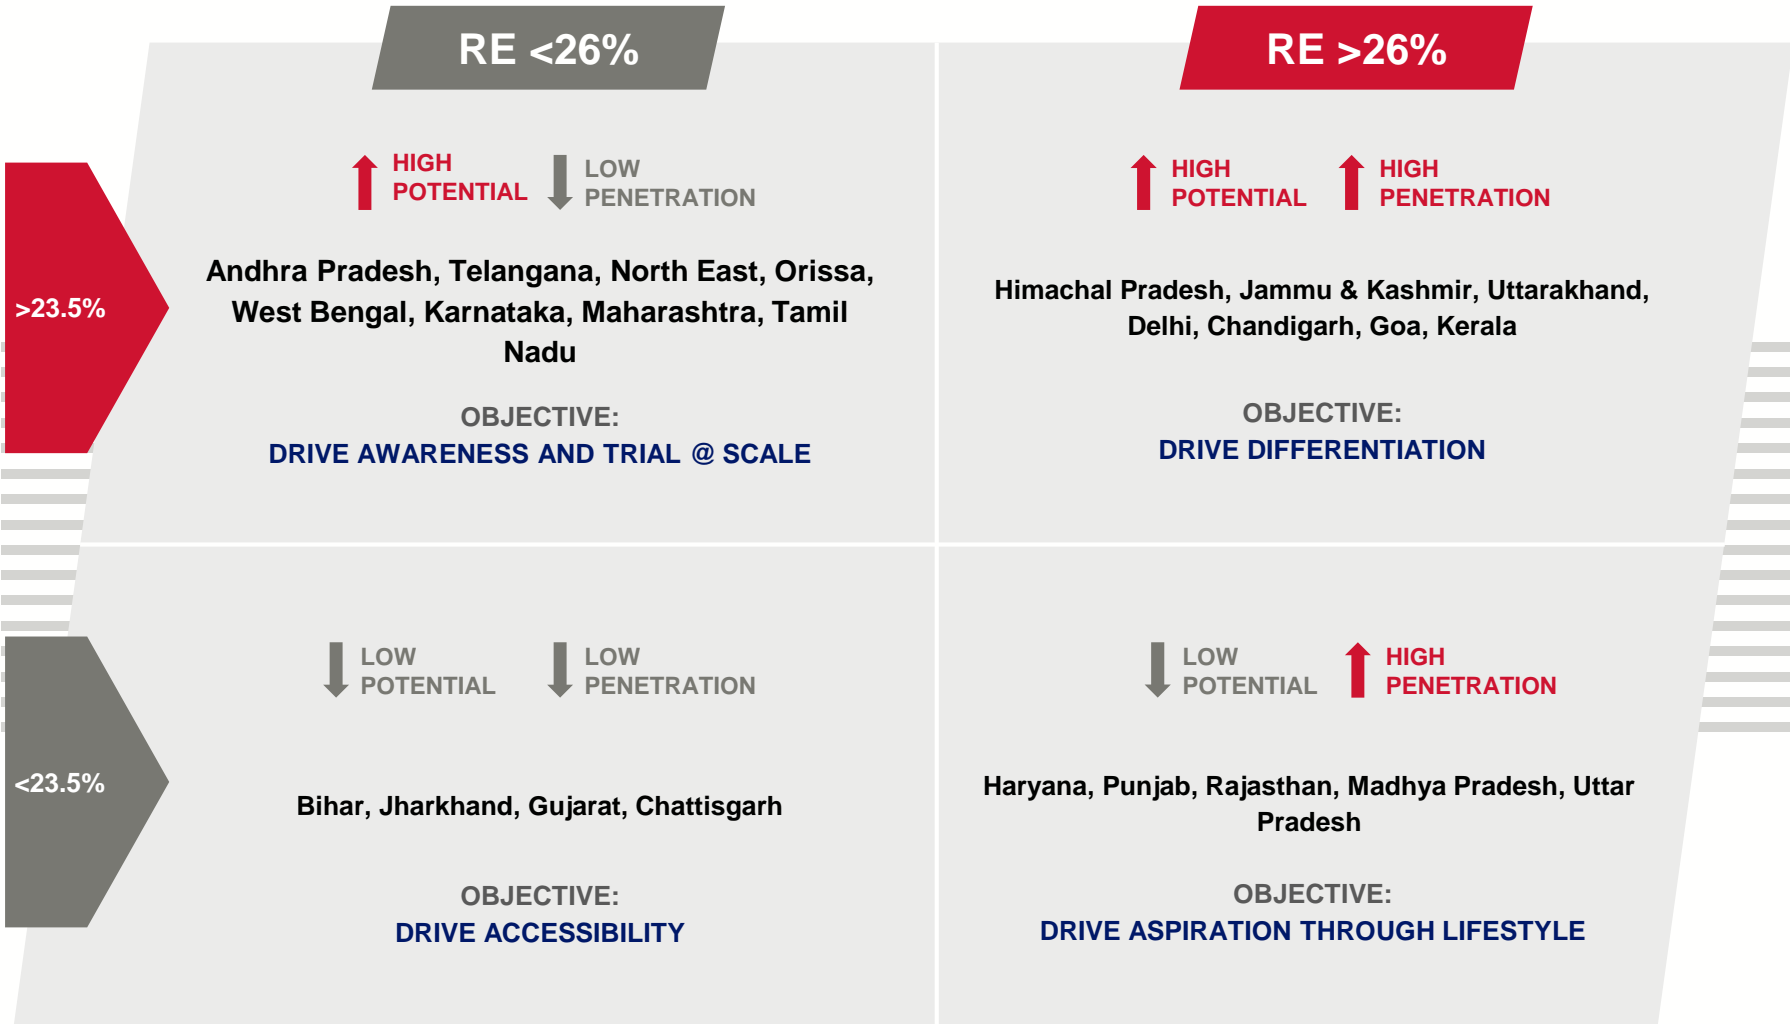 RE <26%
RE >26%
>23.5%
HIGH
POTENTIAL
LOW
PENETRATION
Andhra Pradesh, Telangana, North East, Orissa,
West Bengal, Karnataka, Maharashtra, Tamil
Nadu
OBJECTIVE:
DRIVE AWARENESS AND TRIAL @ SCALE
HIGH
POTENTIAL
HIGH
PENETRATION
Himachal Pradesh, Jammu & Kashmir, Uttarakhand,
Delhi, Chandigarh, Goa, Kerala
OBJECTIVE:
DRIVE DIFFERENTIATION
<23.5%
LOW
POTENTIAL
LOW
PENETRATION
Bihar, Jharkhand, Gujarat, Chattisgarh
OBJECTIVE:
DRIVE ACCESSIBILITY
LOW
POTENTIAL
HIGH
PENETRATION
Haryana, Punjab, Rajasthan, Madhya Pradesh, Uttar
Pradesh
OBJECTIVE:
DRIVE ASPIRATION THROUGH LIFESTYLE